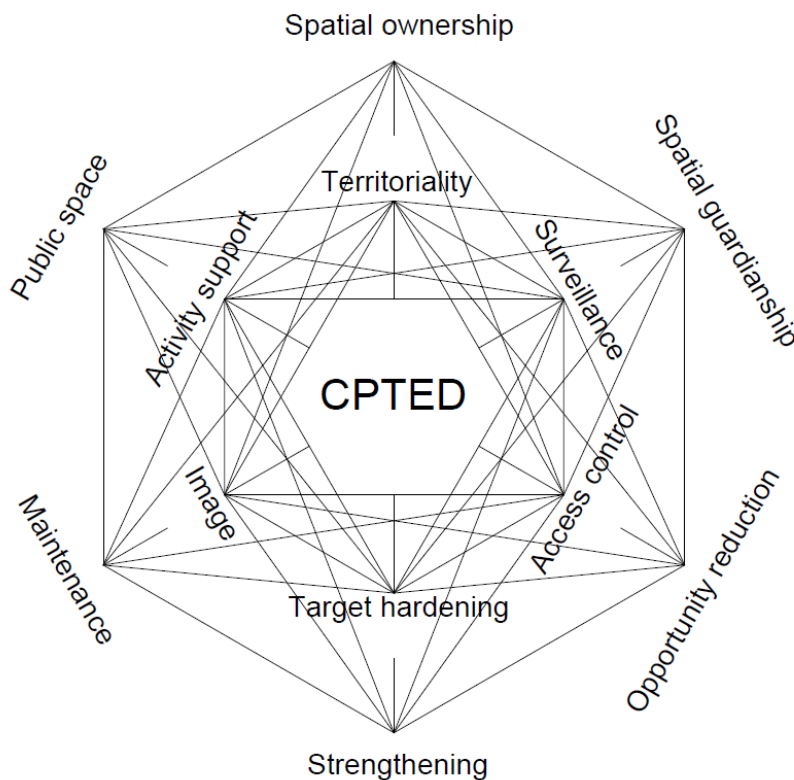 Spatial ownership
Public space
Spatial guardianship
Territoriality
Activity support
Surveillance
CPTED
Image
Access control
Maintenance
Opportunity reduction
Target hardening
Strengthening